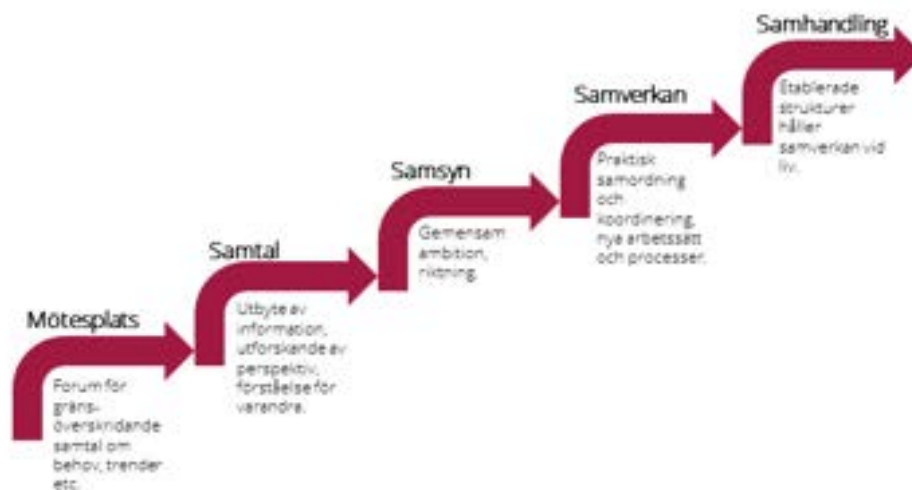 Mötesplats
Forum för
gräns-
överskridande
samtal om
behov, trender
etc.
Samtal
Utbyte av
information,
utforskande av
perspektiv,
förståelse för
varandra.
Samsyn
Gemensam
ambition,
riktning.
Samverkan
Praktisk
samordning
och
koordinering,
nya arbetssätt
och processer.
Samhandling
Etablerade
strukturer
håller
samverkan vid
liv.